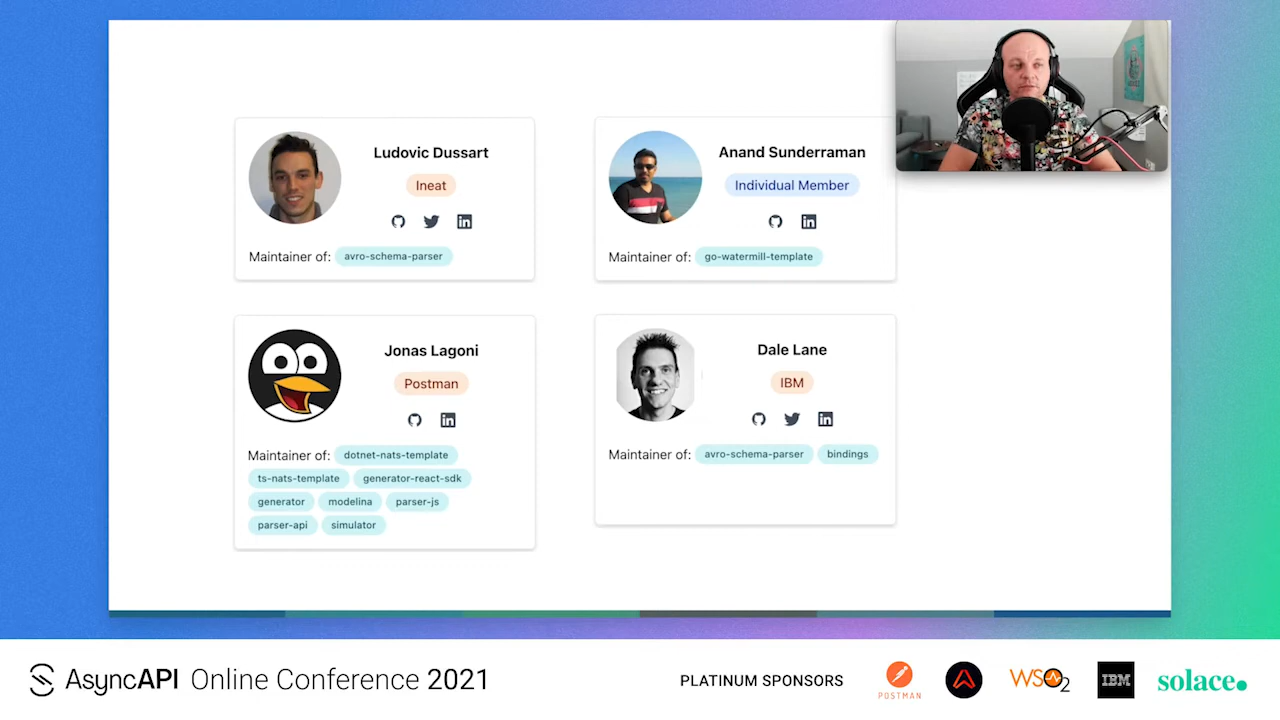 Ludovic Dussart
Ineat
Maintainer of: avro-schema-parser
Anand Sunderraman
Individual Member
Maintainer of: go-watermill-template
Jonas Lagoni
Postman
Maintainer of: dotnet-nats-template
ts-nats-template generator-react-sdk
generator modelina parser-js
parser-api simulator
Dale Lane
IBM
Maintainer of: avro-schema-parser bindings
AsyncAPI Online Conference 2021
PLATINUM SPONSORS
POSTMAN
WSO2
IBM
solace.